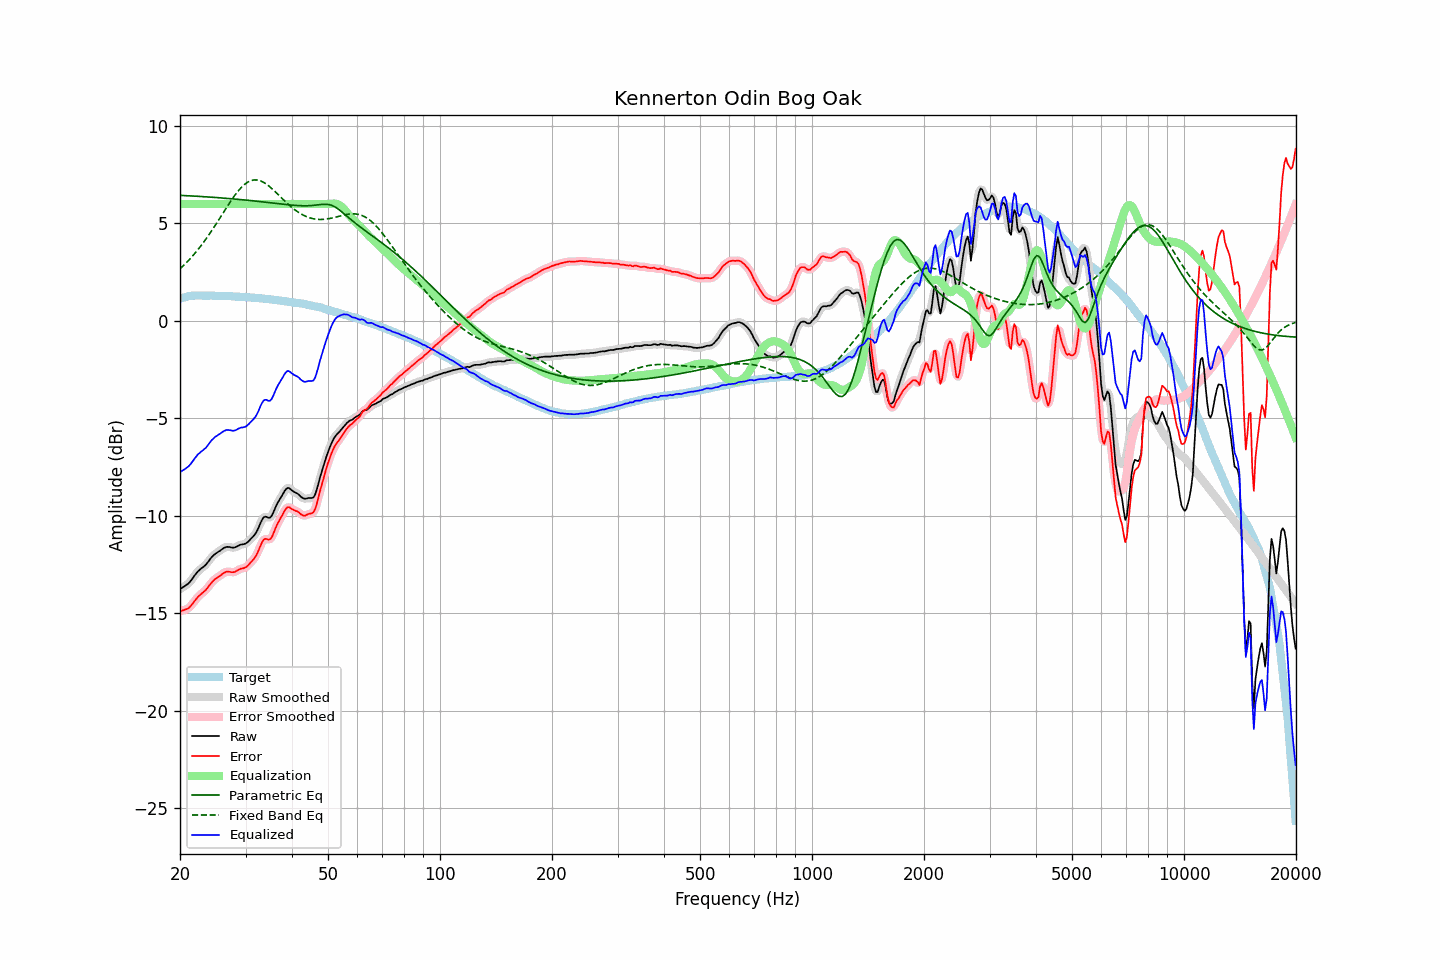 Kennerton Odin Bog Oak
Amplitude (dBr)
10
5
0
−5
−10
−15
−20
−25
Target
Raw Smoothed
Error Smoothed
Raw
Error
Equalization
Parametric Eq
Fixed Band Eq
Equalized
20 50 100 200 500 1000 2000 5000 10000 20000
Frequency (Hz)